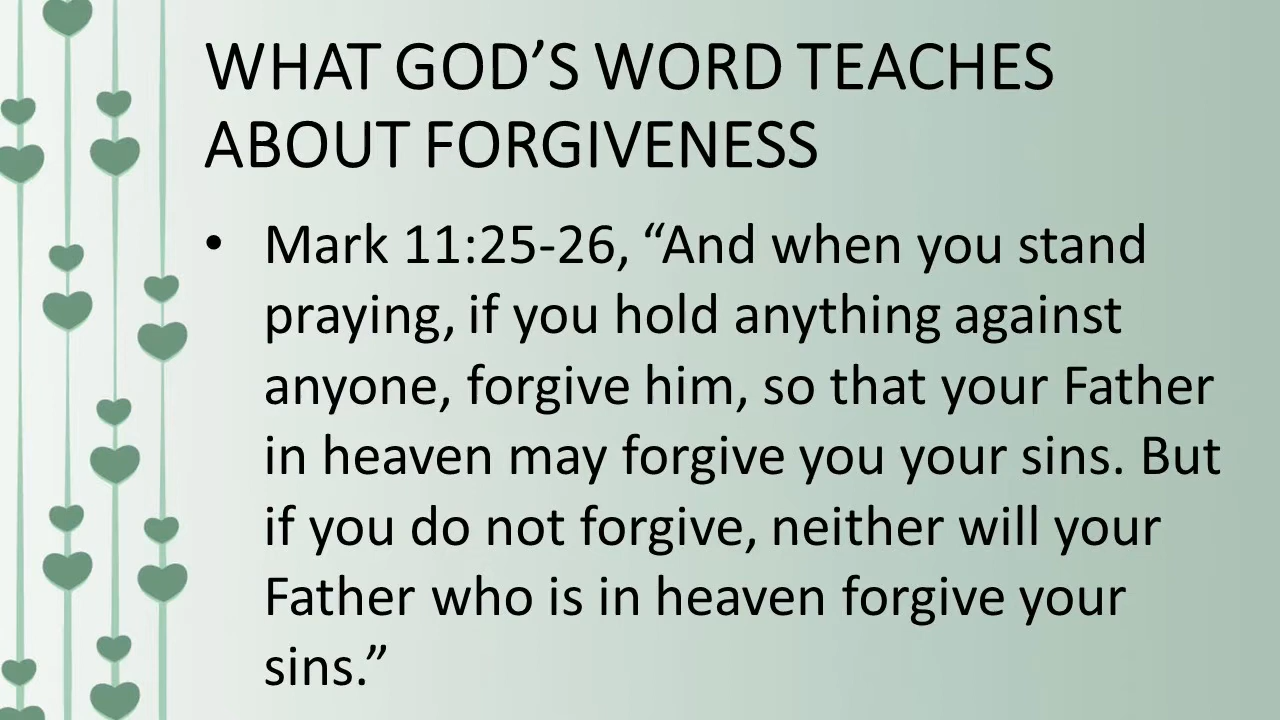 WHAT GOD’S WORD TEACHES
ABOUT FORGIVENESS
• Mark 11:25-26, “And when you stand
praying, if you hold anything against
anyone, forgive him, so that your Father
in heaven may forgive you your sins. But
if you do not forgive, neither will your
Father who is in heaven forgive your
sins.”